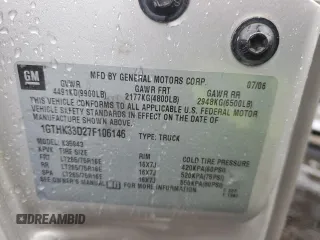 GM
MFD BY GENERAL MOTORS CORP
07/06
GVWR GAWR FRT GAWR RR
4491KG(9900LB) 2177KG(4800LB) 2948KG(6500LB)
THIS VEHICLE CONFORMS TO ALL APPLICABLE U.S. FEDERAL MOTOR
VEHICLE SAFETY STANDARDS IN EFFECT ON THE DATE OF
MANUFACTURE SHOWN ABOVE.
1GTHK33D27F106146 TYPE: TRUCK
TIRE SIZE RIM COLD TIRE PRESSURE
FRT LT265/75R16E 16X7J
RR LT265/75R16E 16X7J
SPA LT265/75R16E 16X7J
SEE OWNER'S MANUAL
DREAMBID